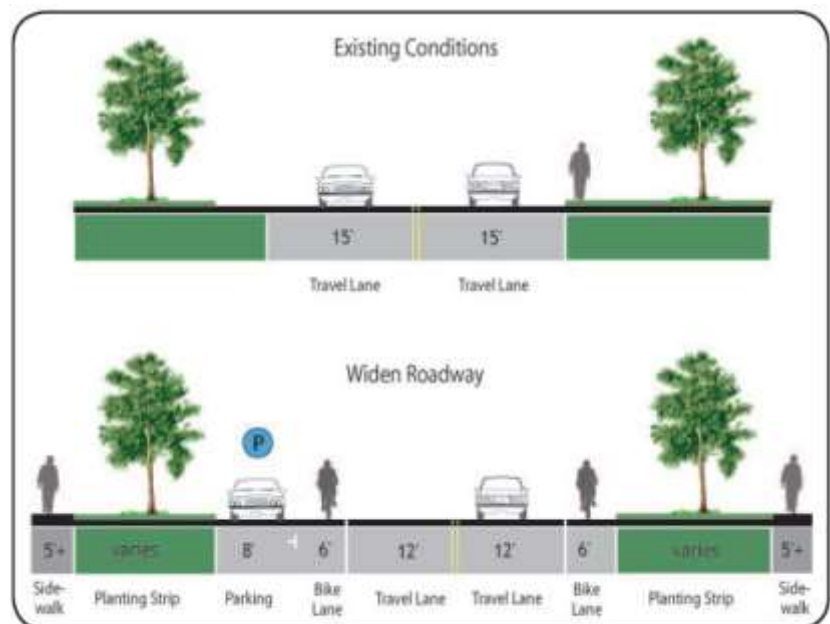 Existing Conditions
15' 15'
Travel Lane Travel Lane
Widen Roadway
P
5'+ varies 8' 6' 12' 12' 6' varies 5'+
Side-
walk Planting Strip Parking Bike
Lane Travel Lane Travel Lane Bike
Lane Planting Strip Side-
walk